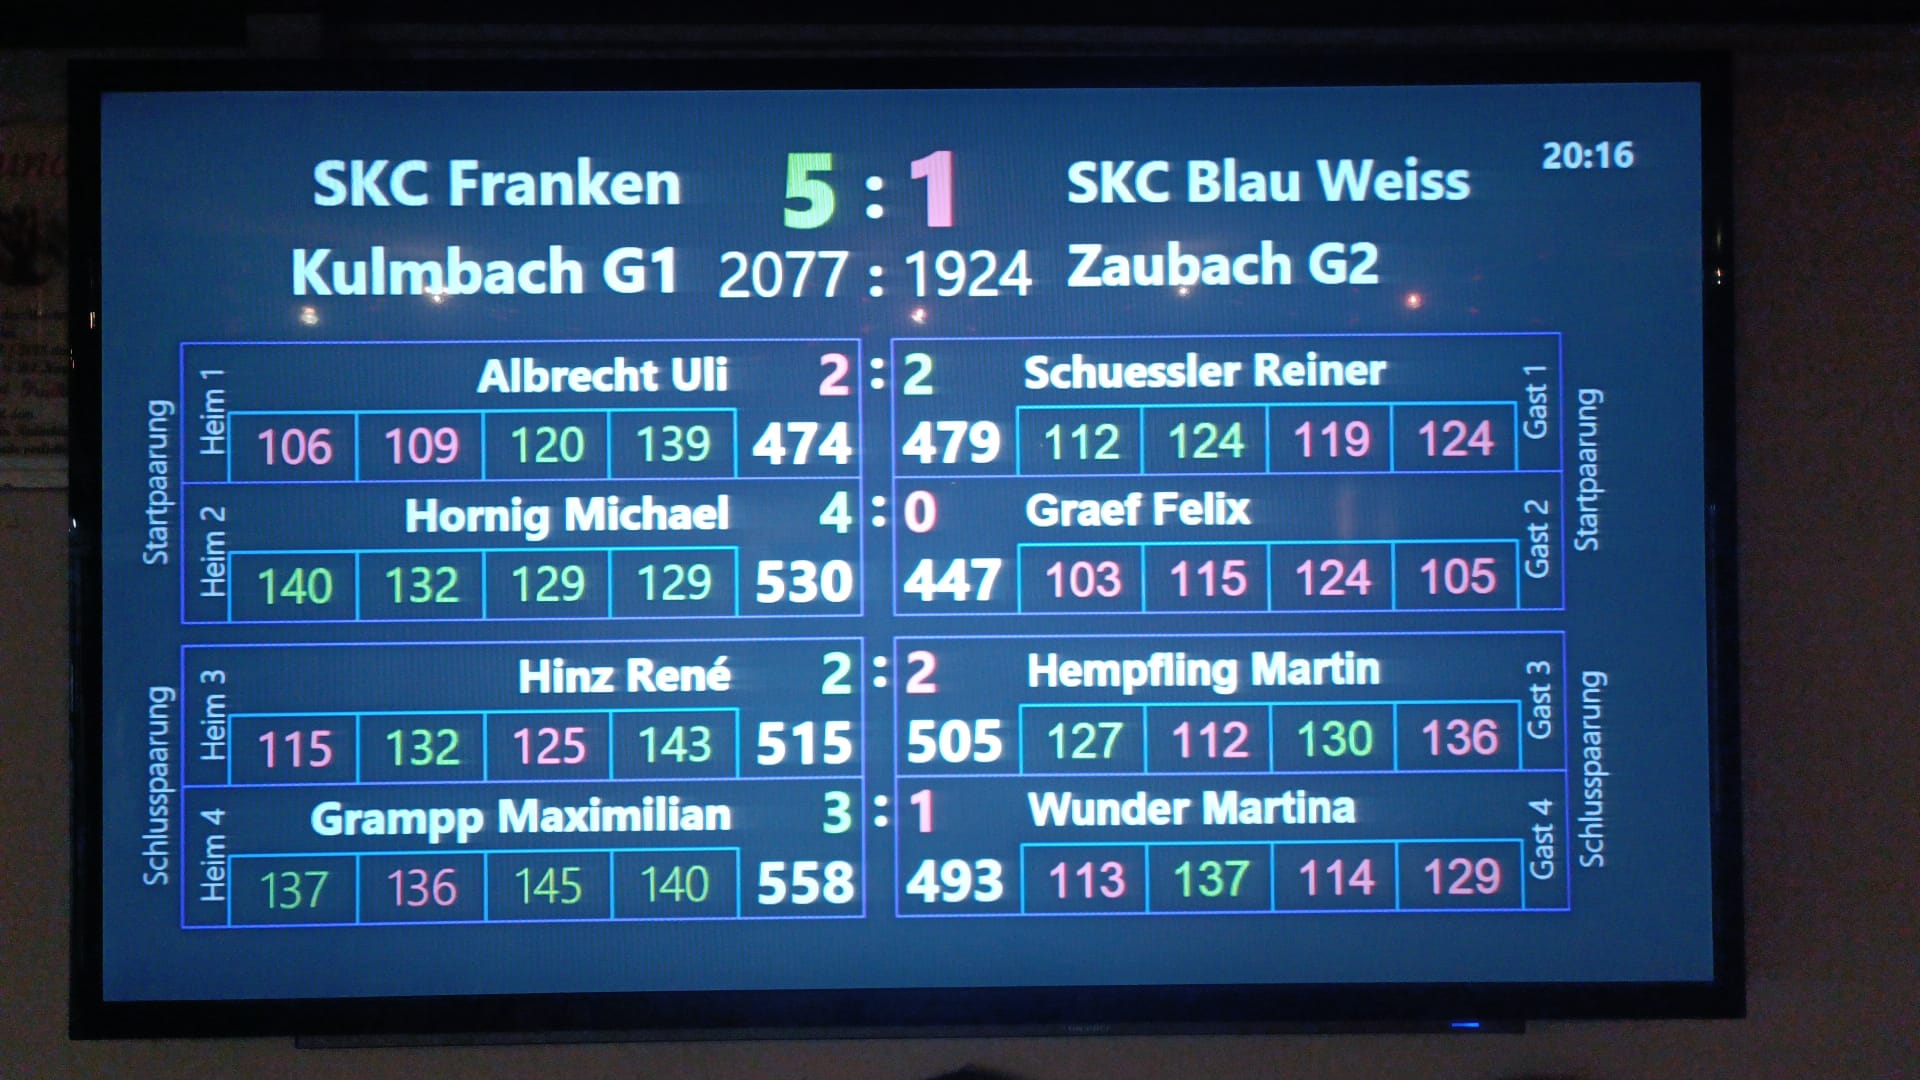 20:16
SKC Franken 5 : 1 SKC Blau Weiss
Kulmbach G1 2077 : 1924 Zaubach G2
Startpaarung
Heim 1
Albrecht Uli 2 : 2 Schuessler Reiner
106 109 120 139 474 479 112 124 119 124
Gast 1
Startpaarung
Heim 2
Hornig Michael 4 : 0 Graef Felix
140 132 129 129 530 447 103 115 124 105
Gast 2
Schlusspaarung
Heim 3
Hinz René 2 : 2 Hempfling Martin
115 132 125 143 515 505 127 112 130 136
Gast 3
Schlusspaarung
Heim 4
Grampp Maximilian 3 : 1 Wunder Martina
137 136 145 140 558 493 113 137 114 129
Gast 4